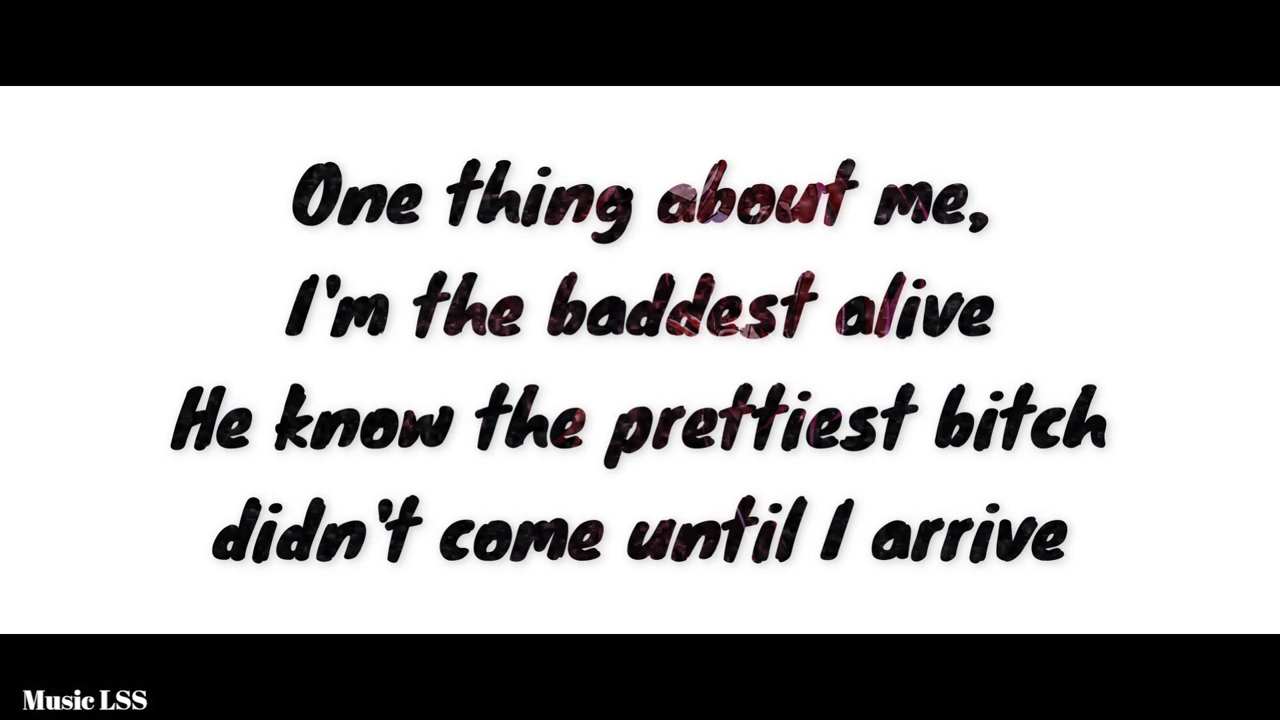 One thing about me,
I'm the baddest alive
He know the prettiest bitch
didn't come until I arrive
Music LSS